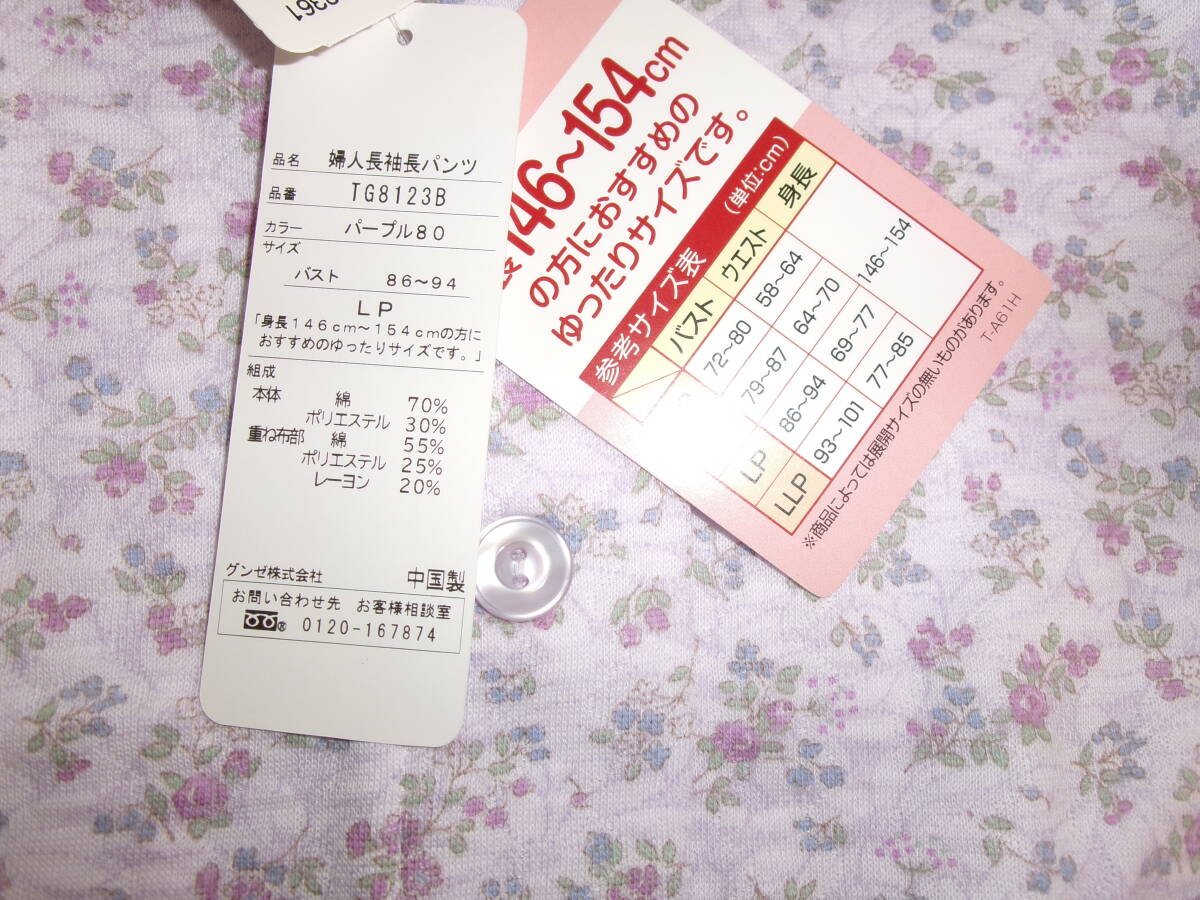 品名 婦人長袖長パンツ
品番 TG8123B
カラー パープル80
サイズ
バスト 86～94
LP
「身長146cm～154cmの方に
おすすめのゆったりサイズです。」
組成
本体 綿 70%
ポリエステル 30%
重ね布部 綿 55%
ポリエステル 25%
レーヨン 20%
グンゼ株式会社 中国製
お問い合わせ先 お客様相談室
® 0120-167874
長146～154cm
の方におすすめの
ゆったりサイズです。
参考サイズ表 (単位:cm)
バスト ウエスト 身長
72～80 58～64
79～87 64～70
LP 86～94 69～77 146～154
LLP 93～101 77～85
※商品によっては展開サイズの無いものがあります。
T-A61H